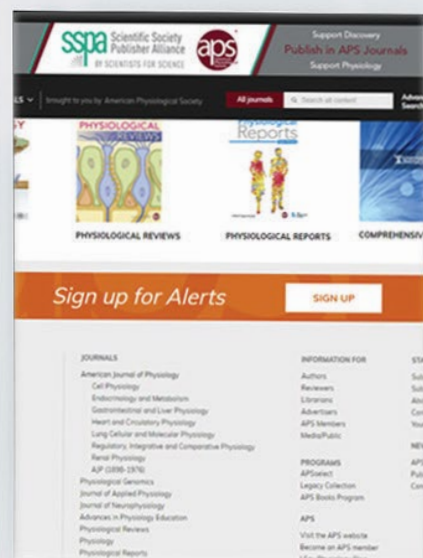 sspa
Scientific Society
Publisher Alliance
BY SCIENTISTS FOR SCIENCE
aps
Support Discovery
Publish in APS Journals
Support Physiology
brought to you by American Physiological Society
All journals
Search all content
PHYSIOLOGICAL
REVIEWS
Reports
PHYSIOLOGICAL REVIEWS
PHYSIOLOGICAL REPORTS
Sign up for Alerts
SIGN UP
JOURNALS
American Journal of Physiology
Cell Physiology
Endocrinology and Metabolism
Gastrointestinal and Liver Physiology
Heart and Circulatory Physiology
Lung Cellular and Molecular Physiology
Regulatory, Integrative and Comparative Physiology
Renal Physiology
AJP (1898-1976)
Physiological Genomics
Journal of Applied Physiology
Journal of Neurophysiology
Advances in Physiology Education
Physiological Reviews
Physiology
Physiological Reports
INFORMATION FOR
Authors
Reviewers
Librarians
Advertisers
APS Members
Media/Public
PROGRAMS
APSselect
Legacy Collection
APS Books Program
APS
Visit the APS website
Become an APS member